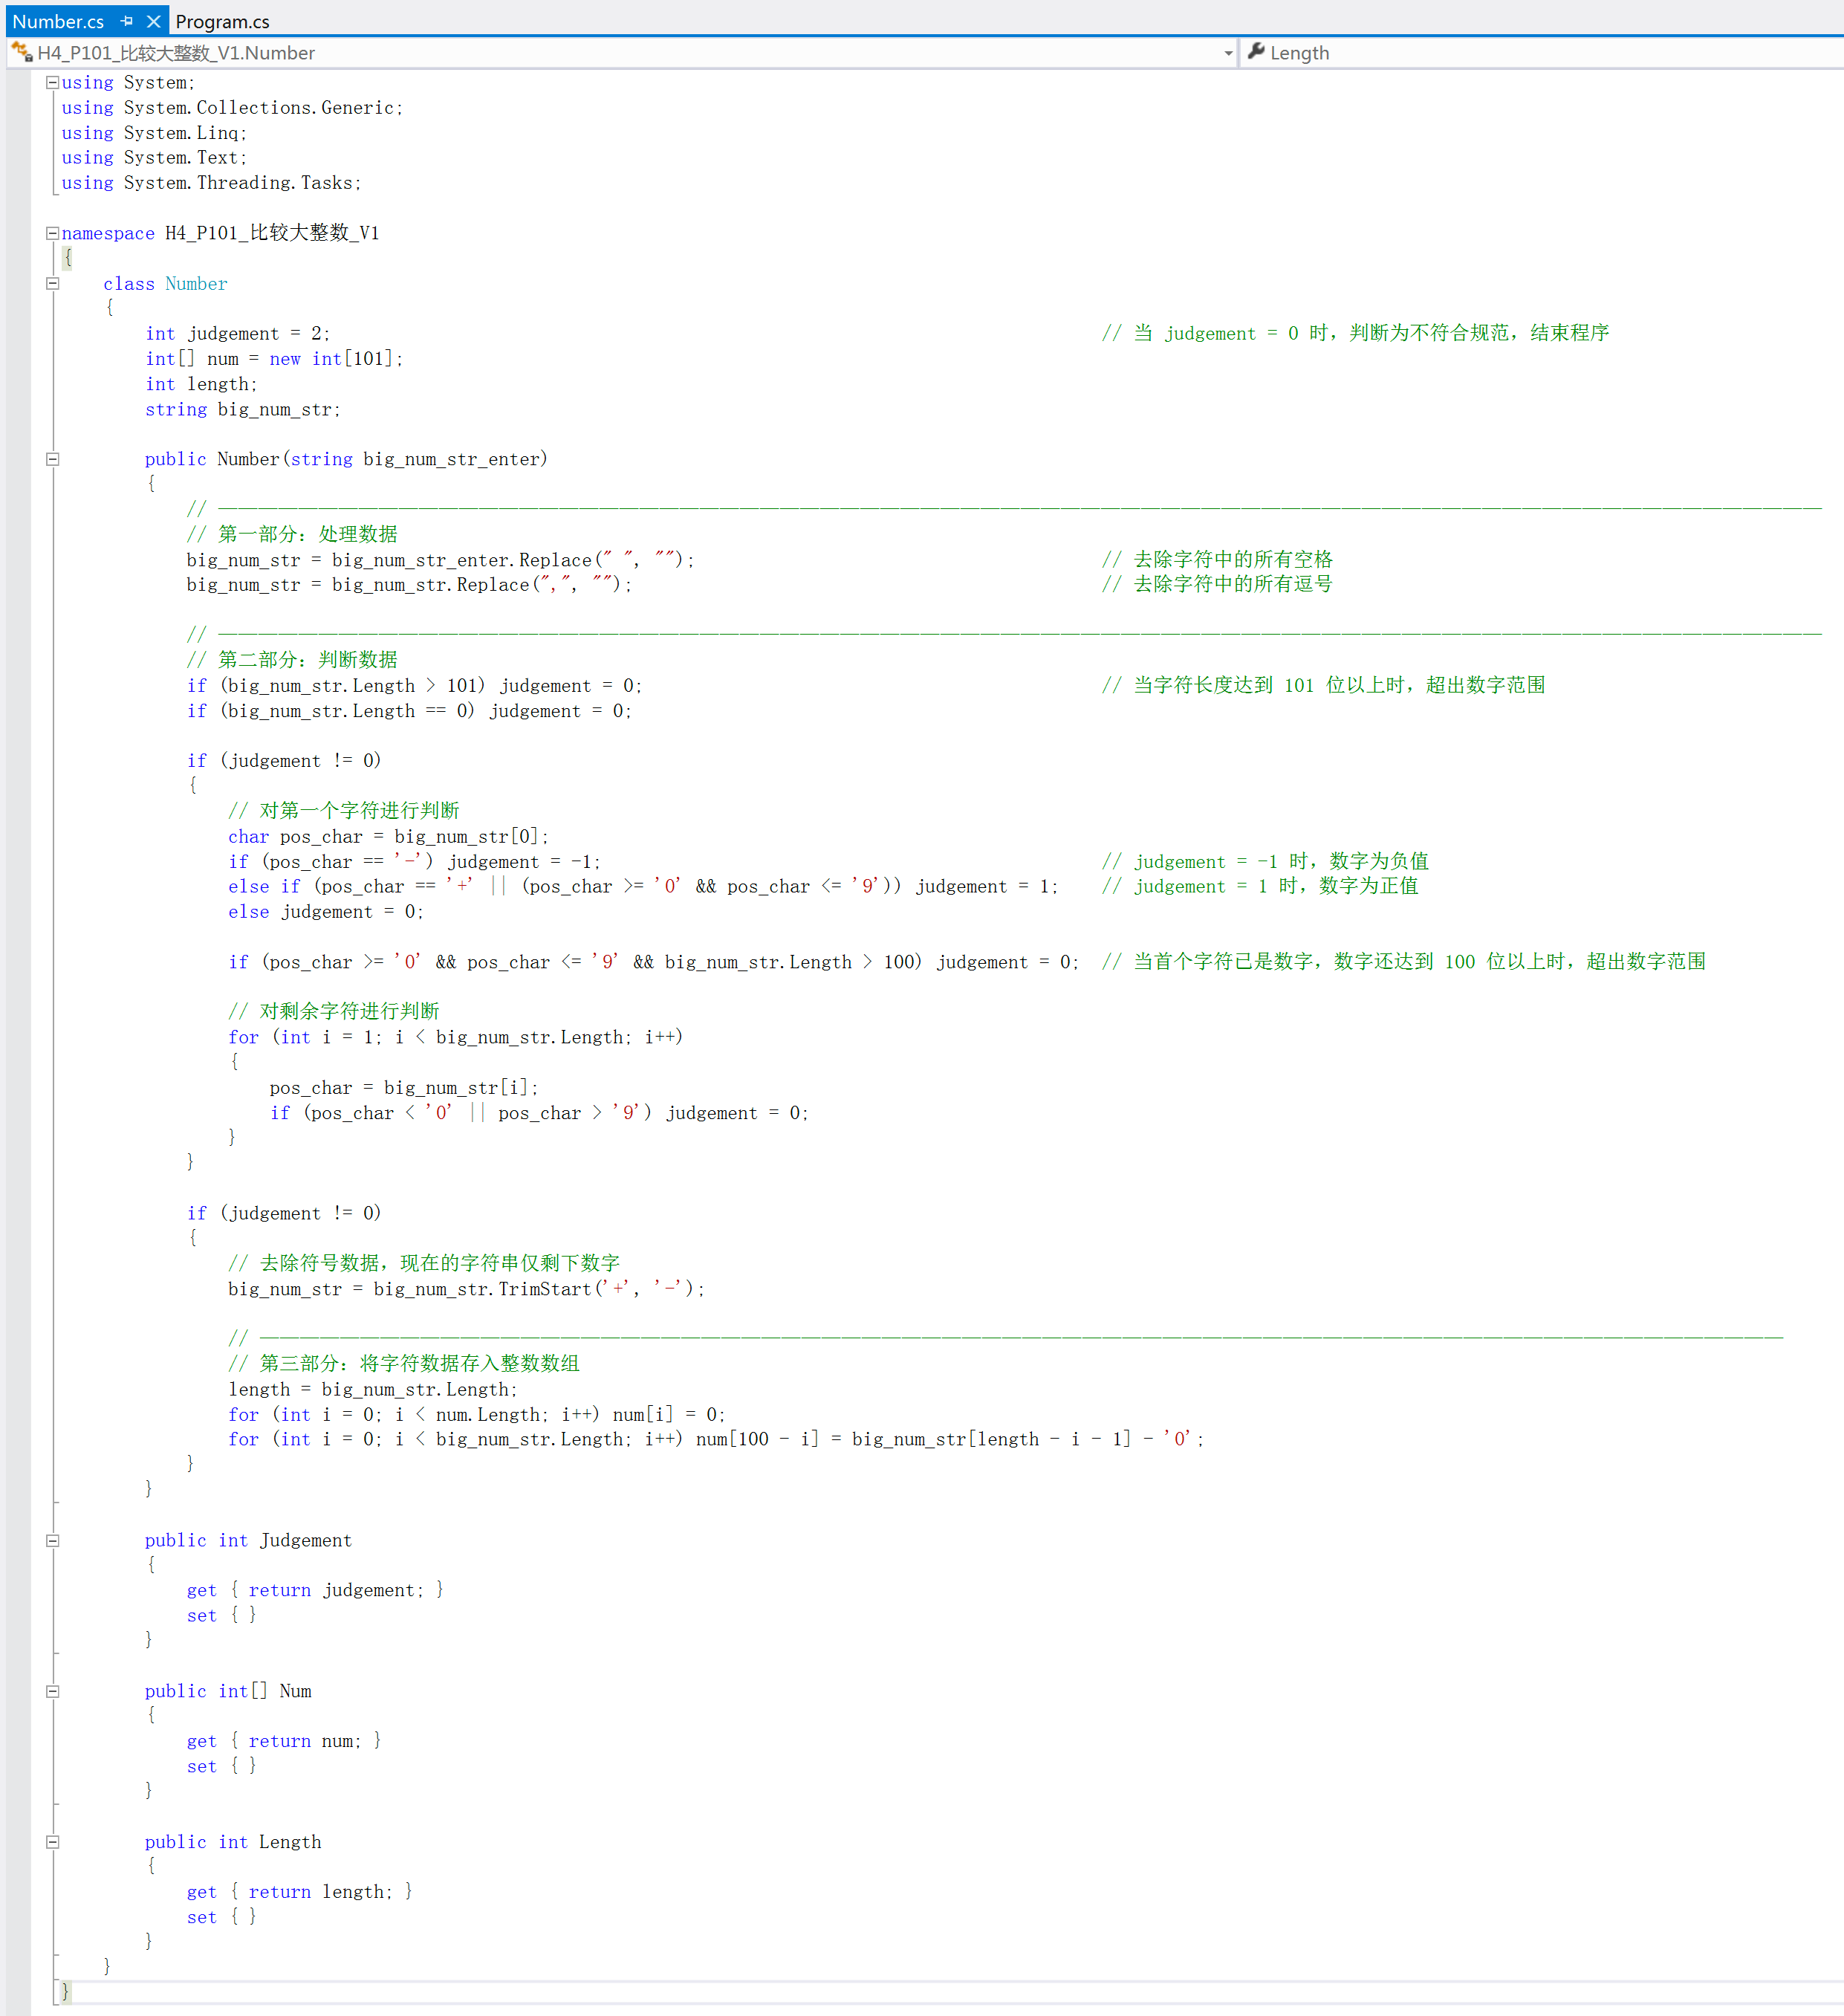 Number.cs Program.cs
H4_P101_比较大整数_V1.Number Length
using System;
using System.Collections.Generic;
using System.Linq;
using System.Text;
using System.Threading.Tasks;
namespace H4_P101_比较大整数_V1
{
class Number
{
int judgement = 2; // 当 judgement = 0 时，判断为不符合规范，结束程序
int[] num = new int[101];
int length;
string big_num_str;
public Number(string big_num_str_enter)
{
// ————————————————————————————————————————————————————————————————————————————————
// 第一部分：处理数据
big_num_str = big_num_str_enter.Replace(" ", ""); // 去除字符中的所有空格
big_num_str = big_num_str.Replace(",", ""); // 去除字符中的所有逗号
// ————————————————————————————————————————————————————————————————————————————————
// 第二部分：判断数据
if (big_num_str.Length > 101) judgement = 0; // 当字符长度达到 101 位以上时，超出数字范围
if (big_num_str.Length == 0) judgement = 0;
if (judgement != 0)
{
// 对第一个字符进行判断
char pos_char = big_num_str[0];
if (pos_char == '-') judgement = -1; // judgement = -1 时，数字为负值
else if (pos_char == '+' || (pos_char >= '0' && pos_char <= '9')) judgement = 1; // judgement = 1 时，数字为正值
else judgement = 0;
if (pos_char >= '0' && pos_char <= '9' && big_num_str.Length > 100) judgement = 0; // 当首个字符已是数字，数字还达到 100 位以上时，超出数字范围
// 对剩余字符进行判断
for (int i = 1; i < big_num_str.Length; i++)
{
pos_char = big_num_str[i];
if (pos_char < '0' || pos_char > '9') judgement = 0;
}
}
if (judgement != 0)
{
// 去除符号数据，现在的字符串仅剩下数字
big_num_str = big_num_str.TrimStart('+', '-');
// ————————————————————————————————————————————————————————————————————————————
// 第三部分：将字符数据存入整数数组
length = big_num_str.Length;
for (int i = 0; i < num.Length; i++) num[i] = 0;
for (int i = 0; i < big_num_str.Length; i++) num[100 - i] = big_num_str[length - i - 1] - '0';
}
}
public int Judgement
{
get { return judgement; }
set { }
}
public int[] Num
{
get { return num; }
set { }
}
public int Length
{
get { return length; }
set { }
}
}
}